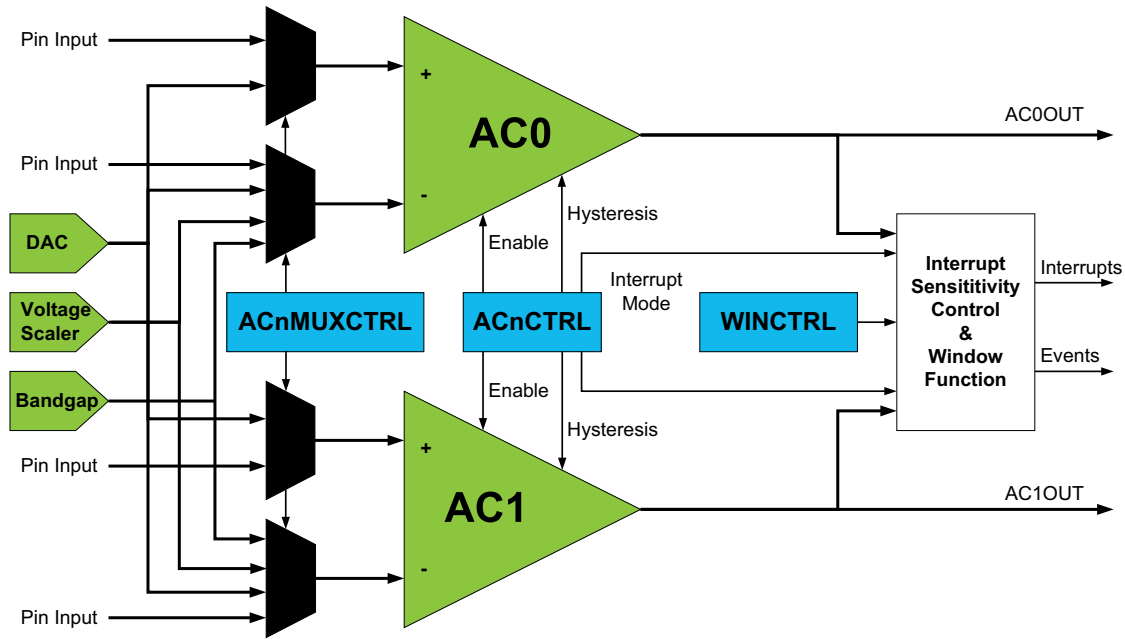 Pin Input
+
AC0
AC0OUT
Pin Input
-
Hysteresis
DAC
Enable
Interrupt
Mode
Interrupt
Sensititivity
Control
&
Window
Function
Interrupts
Voltage
Scaler
ACnMUXCTRL
ACnCTRL
WINCTRL
Events
Enable
Bandgap
Hysteresis
Pin Input
+
AC1
AC1OUT
-
Pin Input